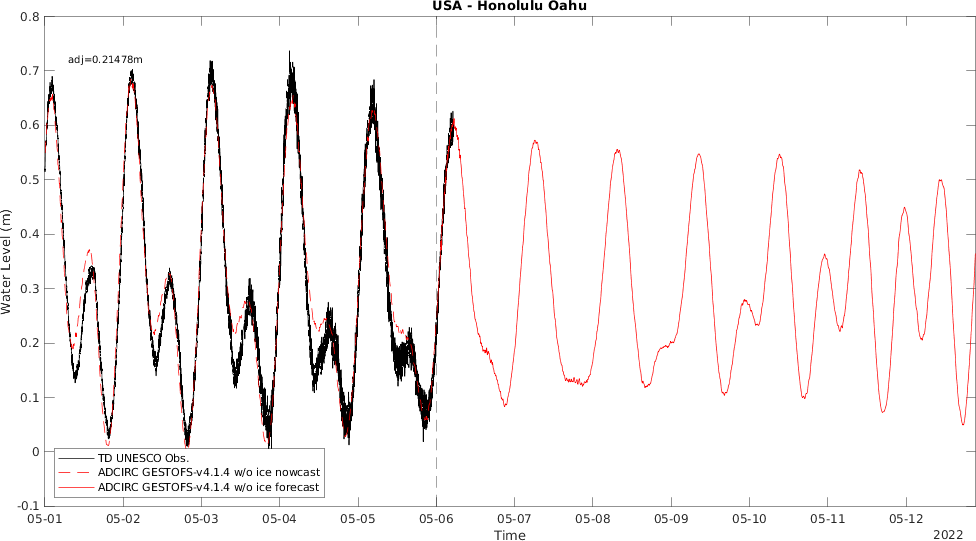 USA - Honolulu Oahu
adj=0.21478m
0.8
0.7
0.6
0.5
0.4
0.3
0.2
0.1
0
-0.1
Water Level (m)
TD UNESCO Obs.
ADCIRC GESTOFS-v4.1.4 w/o ice nowcast
ADCIRC GESTOFS-v4.1.4 w/o ice forecast
05-01 05-02 05-03 05-04 05-05 05-06 05-07 05-08 05-09 05-10 05-11 05-12
Time
2022